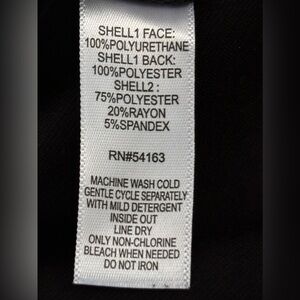 SHELL1 FACE:
100%POLYURETHANE
SHELL1 BACK:
100%POLYESTER
SHELL2 :
75%POLYESTER
20%RAYON
5%SPANDEX
RN#54163
MACHINE WASH COLD
GENTLE CYCLE SEPARATELY
WITH MILD DETERGENT
INSIDE OUT
LINE DRY
ONLY NON-CHLORINE
BLEACH WHEN NEEDED
DO NOT IRON